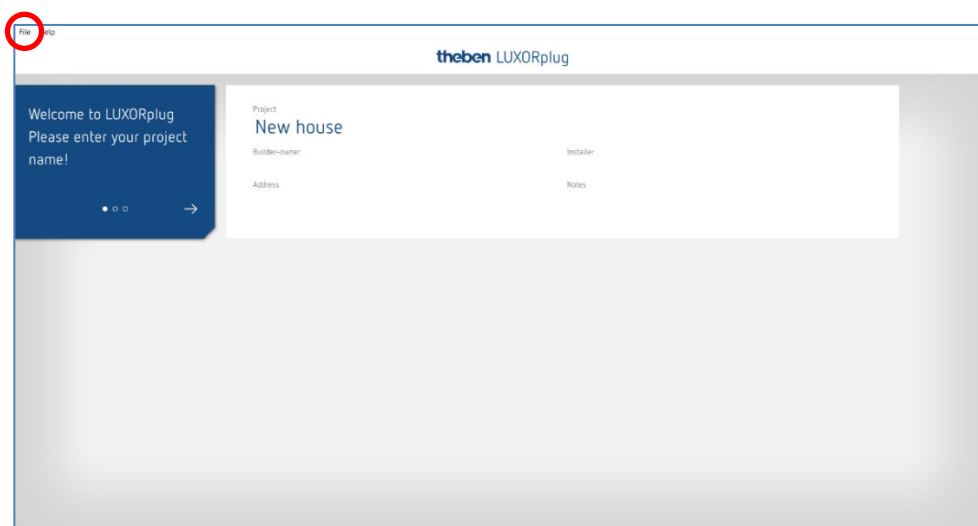 File Help
theben LUXORplug
Welcome to LUXORplug
Please enter your project
name!
Project
New house
Builder-owner
Installer
Address
Notes